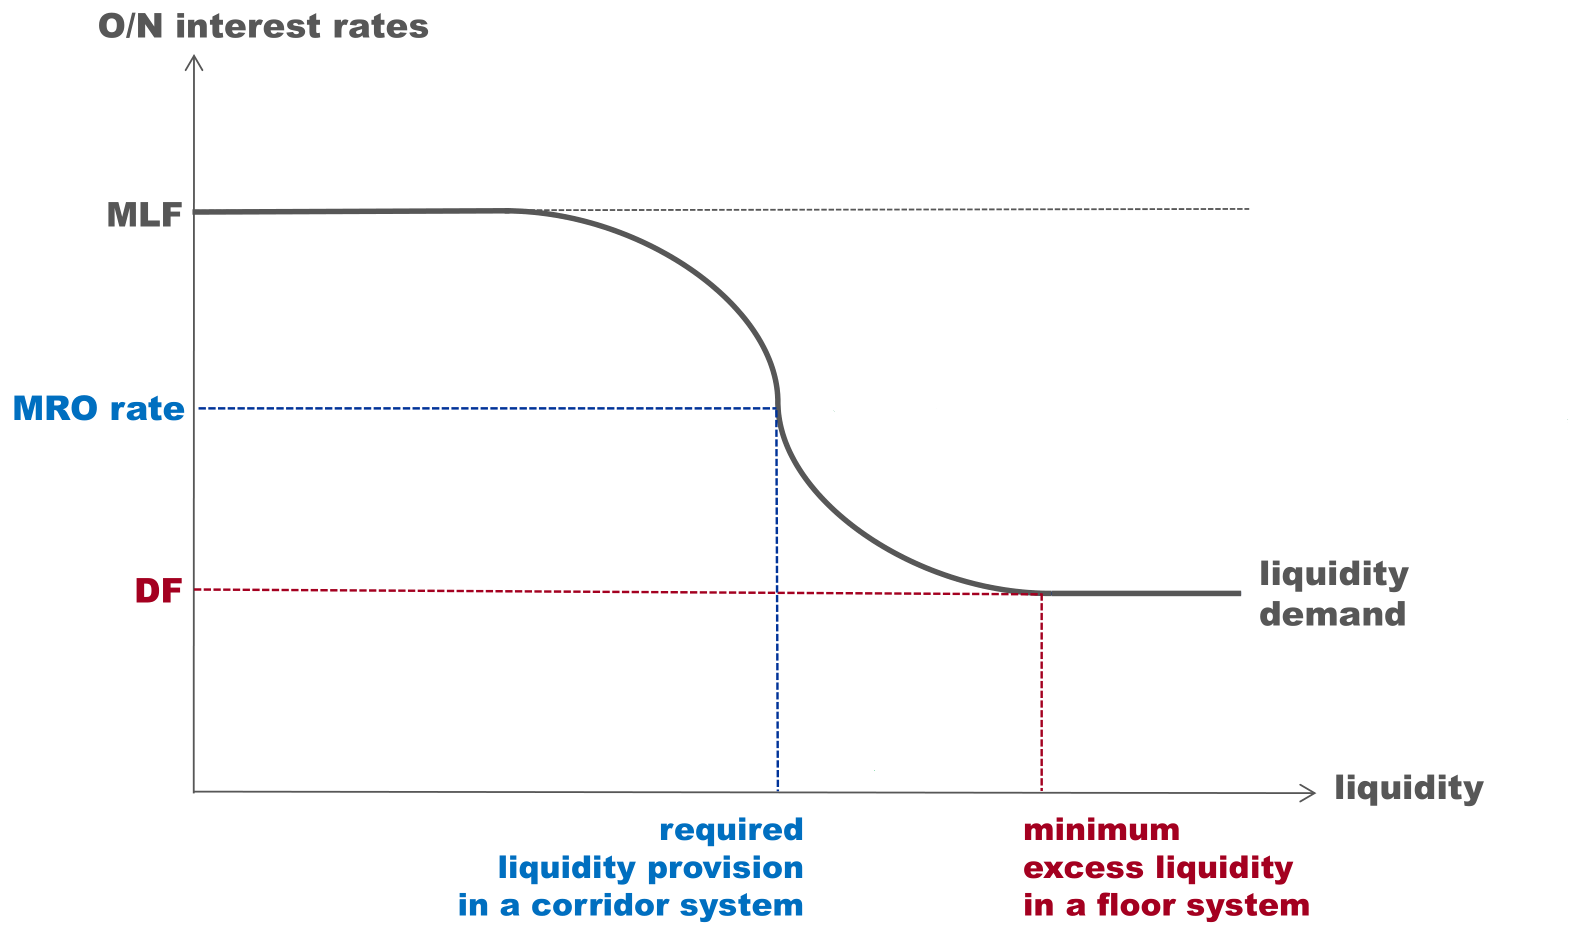 O/N interest rates
MLF
MRO rate
DF
liquidity
demand
liquidity
required
liquidity provision
in a corridor system
minimum
excess liquidity
in a floor system